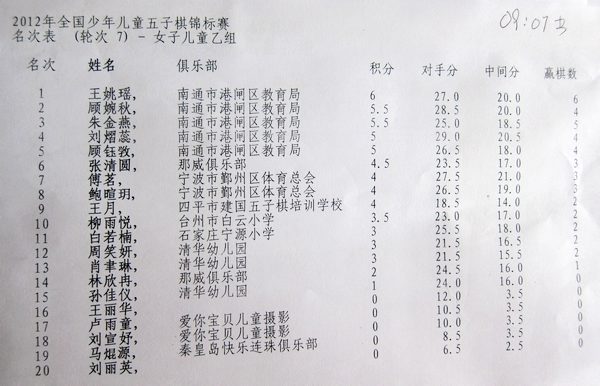 2012年全国少年儿童五子棋锦标赛
09:07
名次表 (轮次 7) - 女子儿童乙组
名次 姓名 俱乐部 积分 对手分 中间分 赢棋数
1 王姚瑶, 南通市港闸区教育局 6 27.0 20.0 6
2 顾婉秋, 南通市港闸区教育局 5.5 28.5 20.0 4
3 朱金燕, 南通市港闸区教育局 5.5 25.0 18.5 5
4 刘熠蕊, 南通市港闸区教育局 5 29.0 20.5 4
5 顾钰敩, 南通市港闸区教育局 5 26.5 18.0 5
6 张清圆, 那威俱乐部 4.5 23.5 17.0 3
7 傅茗, 宁波市鄞州区体育总会 4 27.5 21.0 3
8 鲍暄玥, 宁波市鄞州区体育总会 4 26.5 19.0 3
9 王月, 四平市建国五子棋培训学校 4 18.5 14.0 4
10 柳雨悦, 台州市白云小学 3.5 23.0 17.0 2
11 白若楠, 石家庄宁源小学 3 25.5 18.0 2
12 周笑妍, 清华幼儿园 3 21.5 16.5 2
13 肖聿琳, 清华幼儿园 3 21.5 15.5 2
14 林欣冉, 那威俱乐部 2 24.5 16.0 1
15 孙佳仪, 清华幼儿园 1 24.0 16.0 0
16 王丽华, 0 12.0 3.5 0
17 卢雨童, 爱你宝贝儿童摄影 0 10.5 3.5 0
18 刘宣妤, 爱你宝贝儿童摄影 0 10.0 3.5 0
19 马焜源, 秦皇岛快乐连珠俱乐部 0 8.5 3.5 0
20 刘丽英, 0 6.5 2.5 0